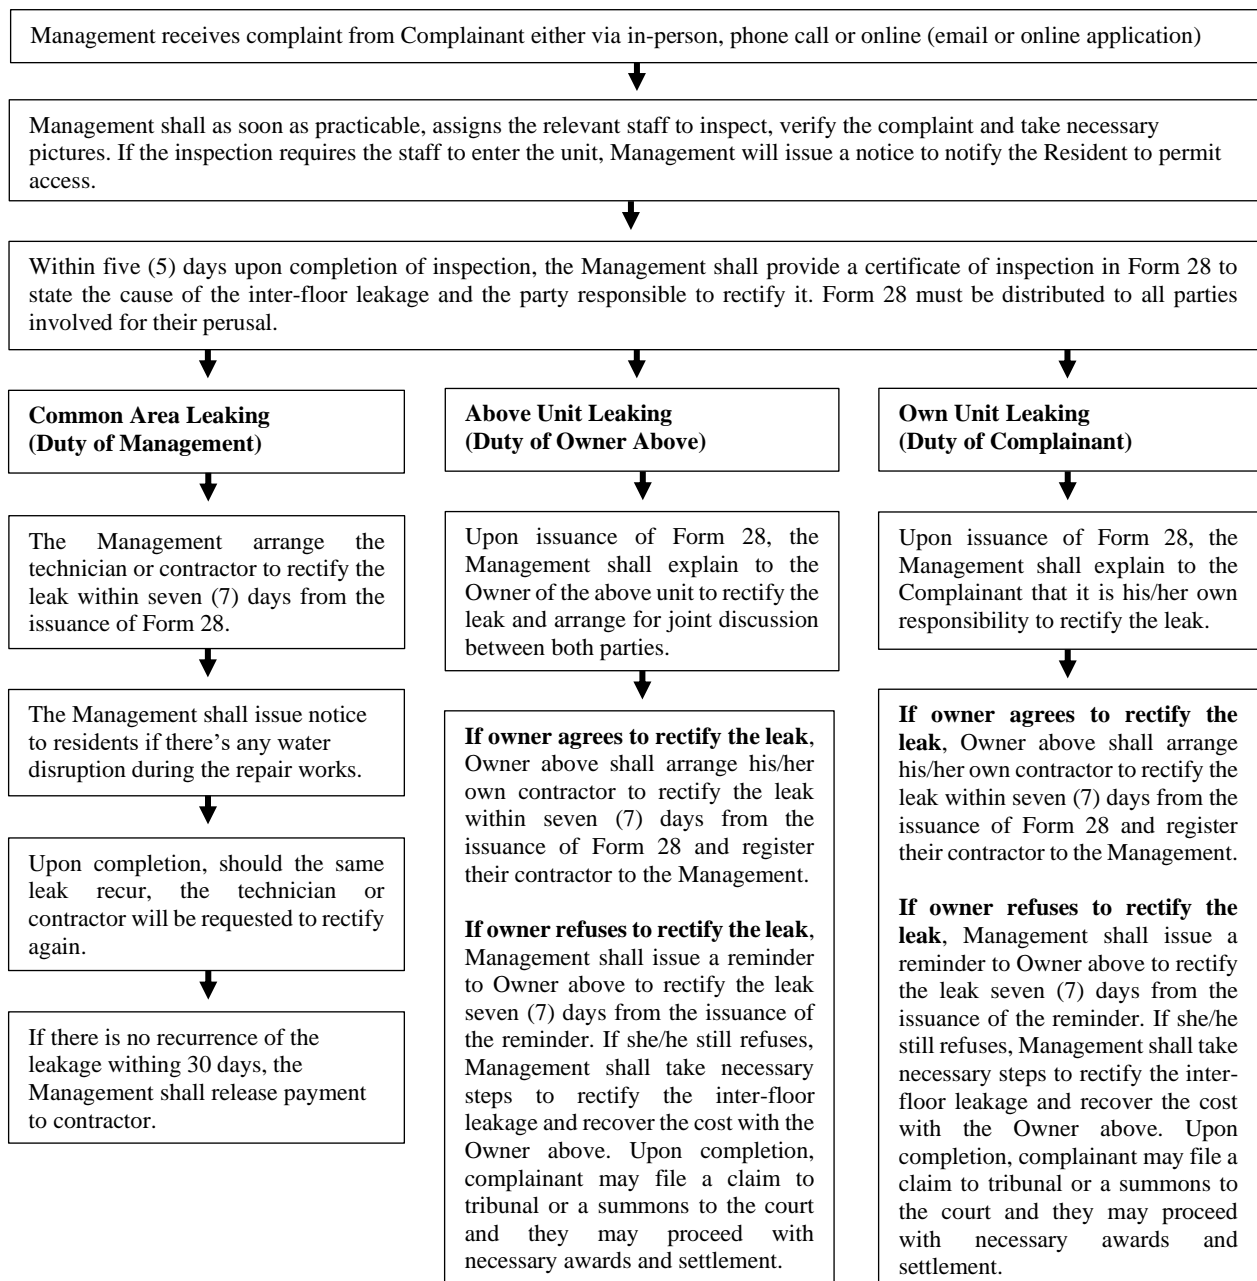 Management receives complaint from Complainant either via in-person, phone call or online (email or online application)
Management shall as soon as practicable, assigns the relevant staff to inspect, verify the complaint and take necessary
pictures. If the inspection requires the staff to enter the unit, Management will issue a notice to notify the Resident to permit
access.
Within five (5) days upon completion of inspection, the Management shall provide a certificate of inspection in Form 28 to
state the cause of the inter-floor leakage and the party responsible to rectify it. Form 28 must be distributed to all parties
involved for their perusal.
Common Area Leaking
(Duty of Management)
The Management arrange the
technician or contractor to rectify the
leak within seven (7) days from the
issuance of Form 28.
The Management shall issue notice
to residents if there's any water
disruption during the repair works.
Upon completion, should the same
leak recur, the technician or
contractor will be requested to rectify
again.
If there is no recurrence of the
leakage withing 30 days, the
Management shall release payment
to contractor.
Above Unit Leaking
(Duty of Owner Above)
Upon issuance of Form 28, the
Management shall explain to the
Owner of the above unit to rectify the
leak and arrange for joint discussion
between both parties.
If owner agrees to rectify the leak,
Owner above shall arrange his/her
own contractor to rectify the leak
within seven (7) days from the
issuance of Form 28 and register
their contractor to the Management.
If owner refuses to rectify the leak,
Management shall issue a reminder
to Owner above to rectify the leak
seven (7) days from the issuance of
the reminder. If she/he still refuses,
Management shall take necessary
steps to rectify the inter-floor
leakage and recover the cost with the
Owner above. Upon completion,
complainant may file a claim to
tribunal or a summons to the court
and they may proceed with
necessary awards and settlement.
Own Unit Leaking
(Duty of Complainant)
Upon issuance of Form 28, the
Management shall explain to the
Complainant that it is his/her own
responsibility to rectify the leak.
If owner agrees to rectify the
leak, Owner above shall arrange
his/her own contractor to rectify the
leak within seven (7) days from the
issuance of Form 28 and register
their contractor to the Management.
If owner refuses to rectify the
leak, Management shall issue a
reminder to Owner above to rectify
the leak seven (7) days from the
issuance of the reminder. If she/he
still refuses, Management shall take
necessary steps to rectify the inter-
floor leakage and recover the cost
with the Owner above. Upon
completion, complainant may file a
claim to tribunal or a summons to
the court and they may proceed
with necessary awards and
settlement.